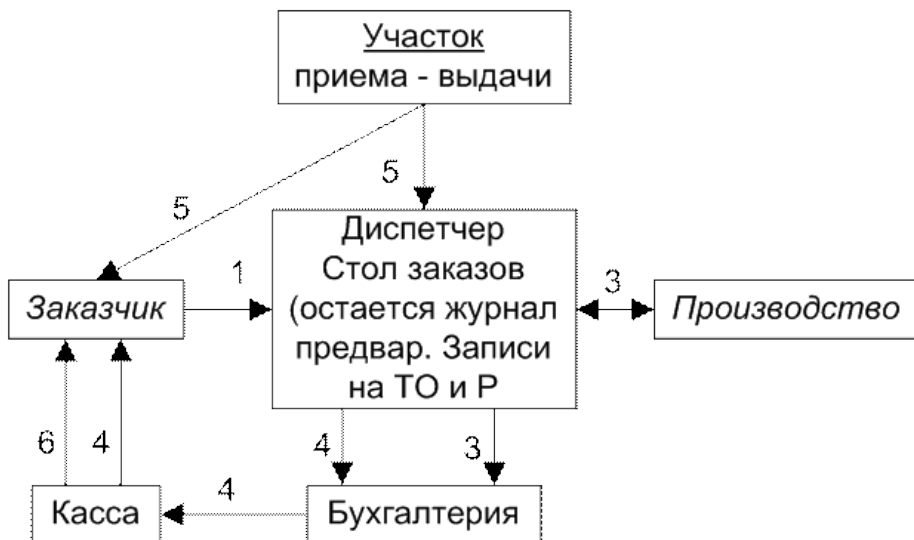 Участок
приема - выдачи
5
5
Диспетчер
Стол заказов
(остается журнал
предвар. Записи
на ТО и Р
1
3
Заказчик
Производство
6
4
4
3
4
Касса
Бухгалтерия